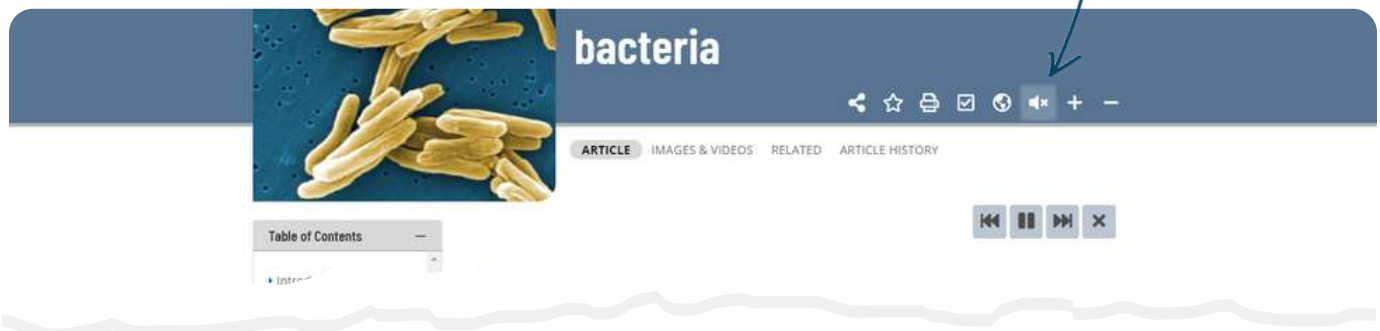 bacteria
ARTICLE IMAGES & VIDEOS RELATED ARTICLE HISTORY
Table of Contents